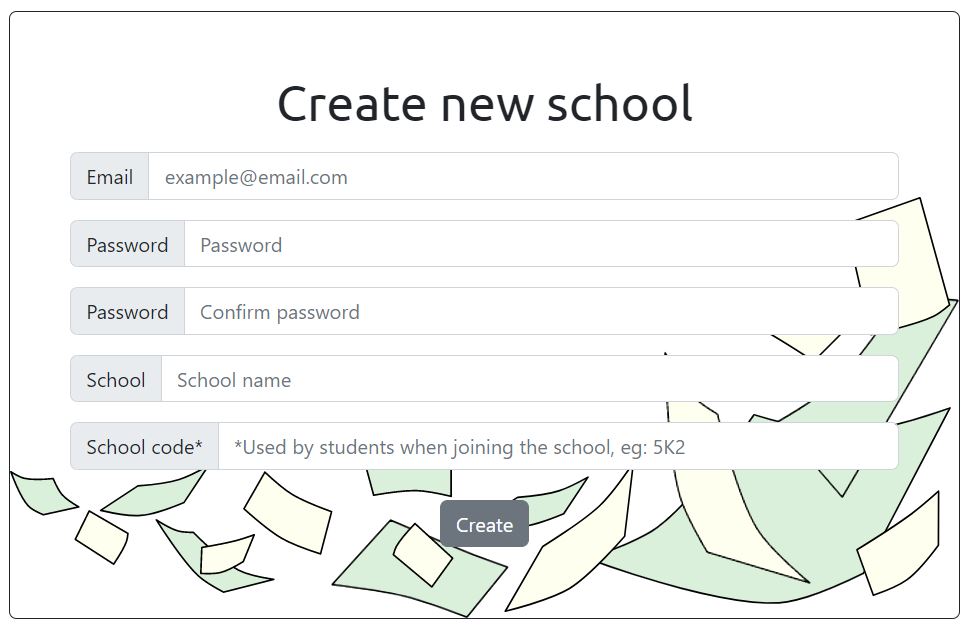 Create new school
Email example@email.com
Password Password
Password Confirm password
School School name
School code* *Used by students when joining the school, eg: 5K2
Create